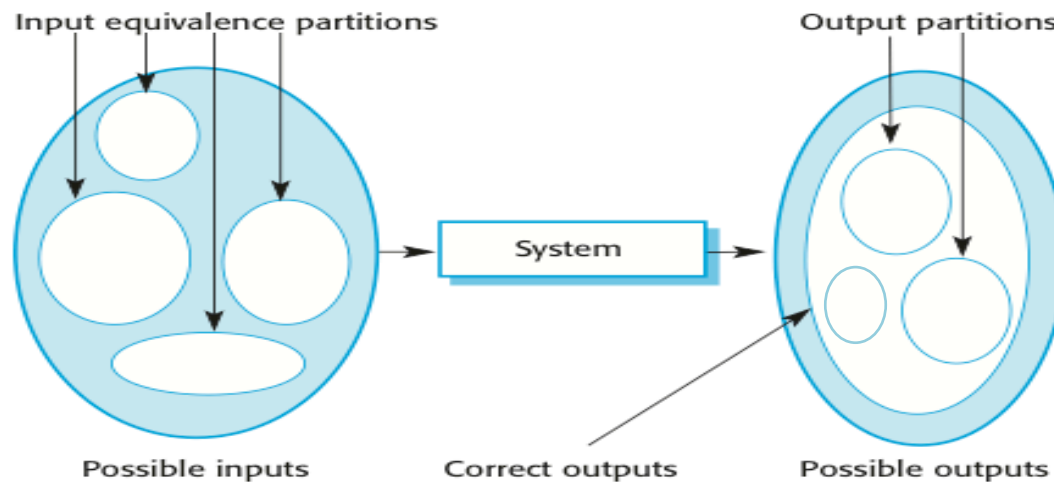 Input equivalence partitions
Output partitions
System
Possible inputs
Correct outputs
Possible outputs